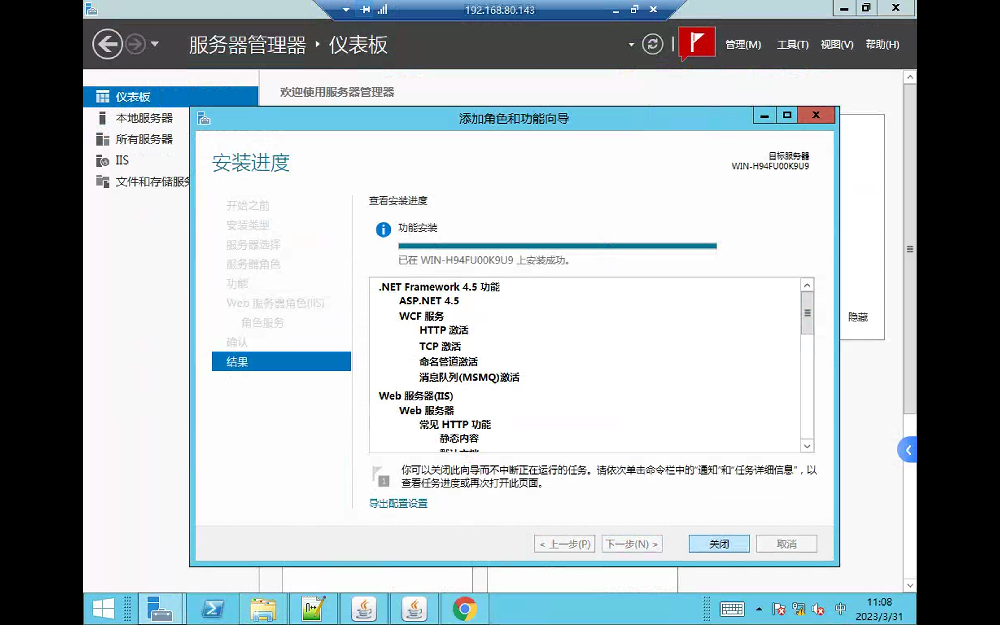 192.168.80.143
服务器管理器 ‣ 仪表板
管理(M) 工具(T) 视图(V) 帮助(H)
欢迎使用服务器管理器
仪表板
本地服务器
所有服务器
IIS
文件和存储服务
添加角色和功能向导
安装进度
目标服务器
WIN-H94FU00K9U9
开始之前
安装类型
服务器选择
服务器角色
功能
Web 服务器角色(IIS)
角色服务
确认
结果
查看安装进度
功能安装
已在 WIN-H94FU00K9U9 上安装成功。
.NET Framework 4.5 功能
ASP.NET 4.5
WCF 服务
HTTP 激活
TCP 激活
命名管道激活
消息队列(MSMQ)激活
Web 服务器(IIS)
Web 服务器
常见 HTTP 功能
静态内容
默认文档
隐藏
1
你可以关闭此向导而不中断正在运行的任务。请依次单击命令栏中的"通知"和"任务详细信息"，以
查看任务进度或再次打开此页面。
导出配置设置
< 上一步(P) 下一步(N) > 关闭 取消
中
11:08
2023/3/31